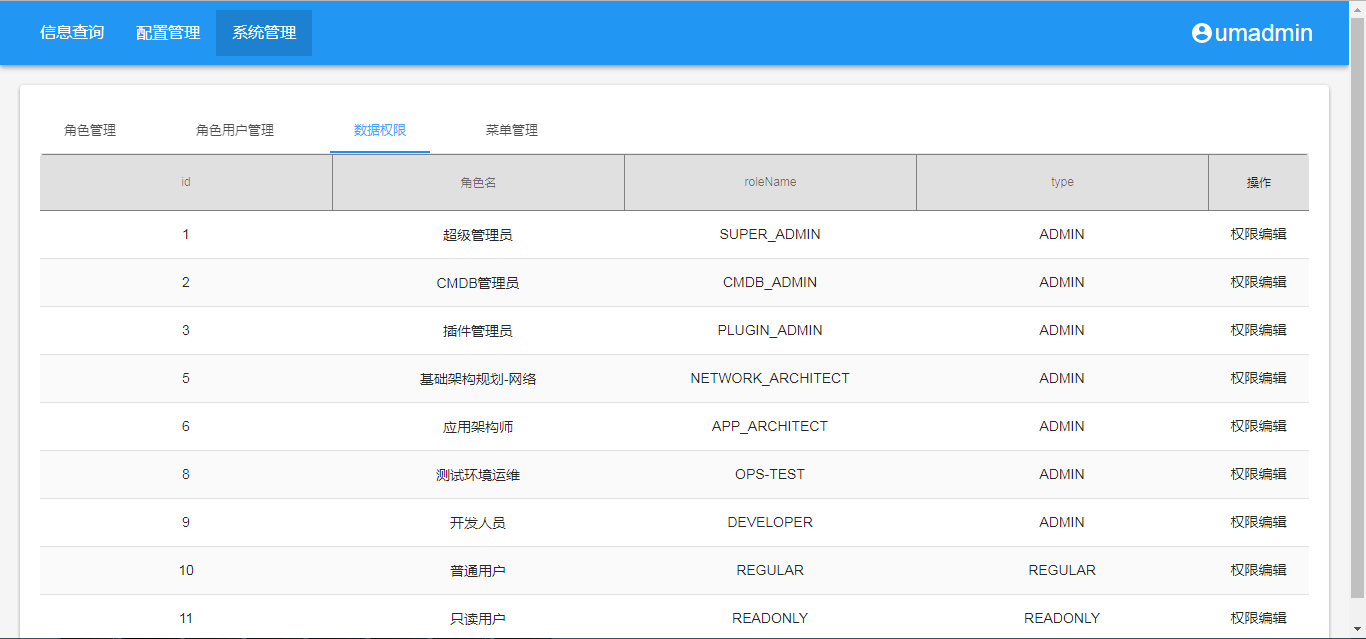 信息查询 配置管理 系统管理 umadmin
角色管理 角色用户管理 数据权限 菜单管理
id 角色名 roleName type 操作
1 超级管理员 SUPER_ADMIN ADMIN 权限编辑
2 CMDB管理员 CMDB_ADMIN ADMIN 权限编辑
3 插件管理员 PLUGIN_ADMIN ADMIN 权限编辑
5 基础架构规划-网络 NETWORK_ARCHITECT ADMIN 权限编辑
6 应用架构师 APP_ARCHITECT ADMIN 权限编辑
8 测试环境运维 OPS-TEST ADMIN 权限编辑
9 开发人员 DEVELOPER ADMIN 权限编辑
10 普通用户 REGULAR REGULAR 权限编辑
11 只读用户 READONLY READONLY 权限编辑